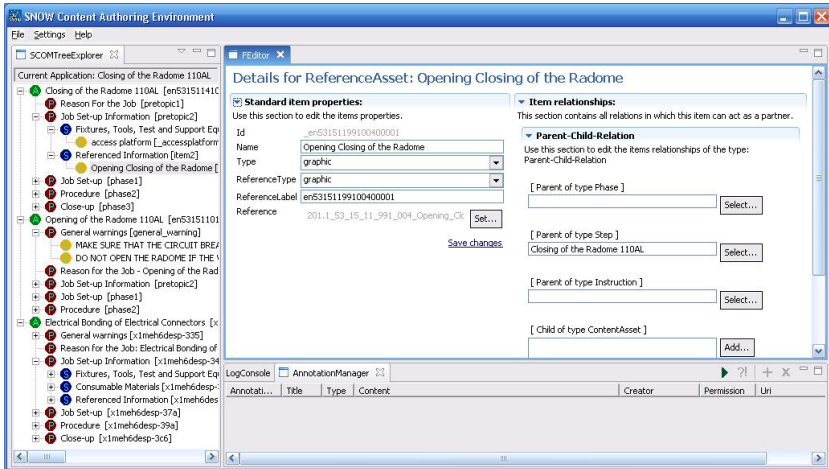 SNOW Content Authoring Environment
File Settings Help
SCOMTreeExplorer
Current Application: Closing of the Radome 110AL
Closing of the Radome 110AL [en531511410
Reason For the Job [pretopic1]
Job Set-up Information [pretopic2]
Fixtures, Tools, Test and Support Eq
access platform [_accessplatform
Referenced Information [item2]
Opening Closing of the Radome [
Job Set-up [phase1]
Procedure [phase2]
Close-up [phase3]
Opening of the Radome 110AL [en53151101
General warnings [general_warning]
MAKE SURE THAT THE CIRCUIT BREA
DO NOT OPEN THE RADOME IF THE
Reason for the Job - Opening of the Rad
Job Set-up Information [pretopic2]
Job Set-up [phase1]
Procedure [phase2]
Electrical Bonding of Electrical Connectors [x
General warnings [x1meh6desp-335]
Reason for the Job: Electrical Bonding of
Job Set-up Information [x1meh6desp-34
Fixtures, Tools, Test and Support Eq
Consumable Materials [x1meh6desp-
Referenced Information [x1meh6des
Job Set-up [x1meh6desp-37a]
Procedure [x1meh6desp-39a]
Close-up [x1meh6desp-3c6]
FEditor
Details for ReferenceAsset: Opening Closing of the Radome
Standard item properties:
Use this section to edit the items properties.
Id _en53151199100400001
Name Opening Closing of the Radome
Type graphic
ReferenceType graphic
ReferenceLabel en53151199100400001
Reference 201.1_53_15_11_991_004_Opening_Clo Set...
Save changes
Item relationships:
This section contains all relations in which this item can act as a partner.
Parent-Child-Relation
Use this section to edit the items relationships of the type:
Parent-Child-Relation
[ Parent of type Phase ]
Select...
[ Parent of type Step ]
Closing of the Radome 110AL Select...
[ Parent of type Instruction ]
Select...
[ Child of type ContentAsset ]
Add...
LogConsole AnnotationManager
Annotati... Title Type Content Creator Permission Uri